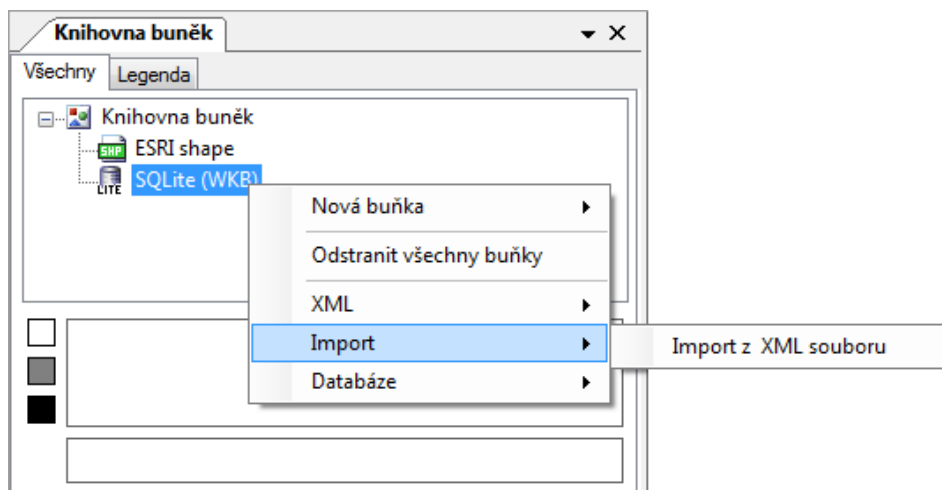 Knihovna buněk
Všechny Legenda
Knihovna buněk
SHP ESRI shape
LITE SQLite (WKB)
Nová buňka
Odstranit všechny buňky
XML
Import
Import z XML souboru
Databáze